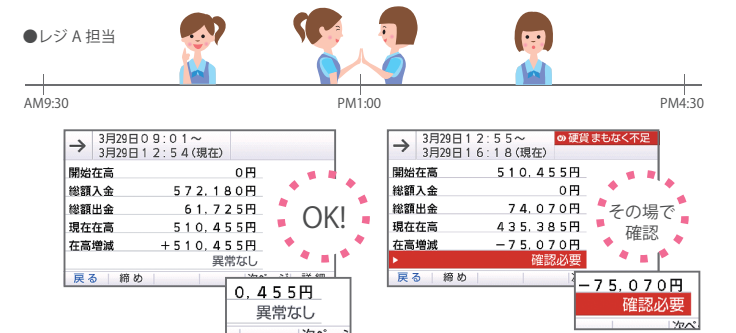 ●レジ A 担当
AM9:30
PM1:00
PM4:30
3月29日09:01～
3月29日12:54(現在)
開始在高 0円
総額入金 572,180円
総額出金 61,725円
現在在高 510,455円
在高増減 +510,455円
異常なし
戻る 締め
OK!
0,455円
異常なし
3月29日12:55～
硬貨 まもなく不足
3月29日16:18(現在)
開始在高 510,455円
総額入金 0円
総額出金 74,070円
現在在高 435,385円
在高増減 -75,070円
確認必要
戻る 締め
その場で
確認
-75,070円
確認必要